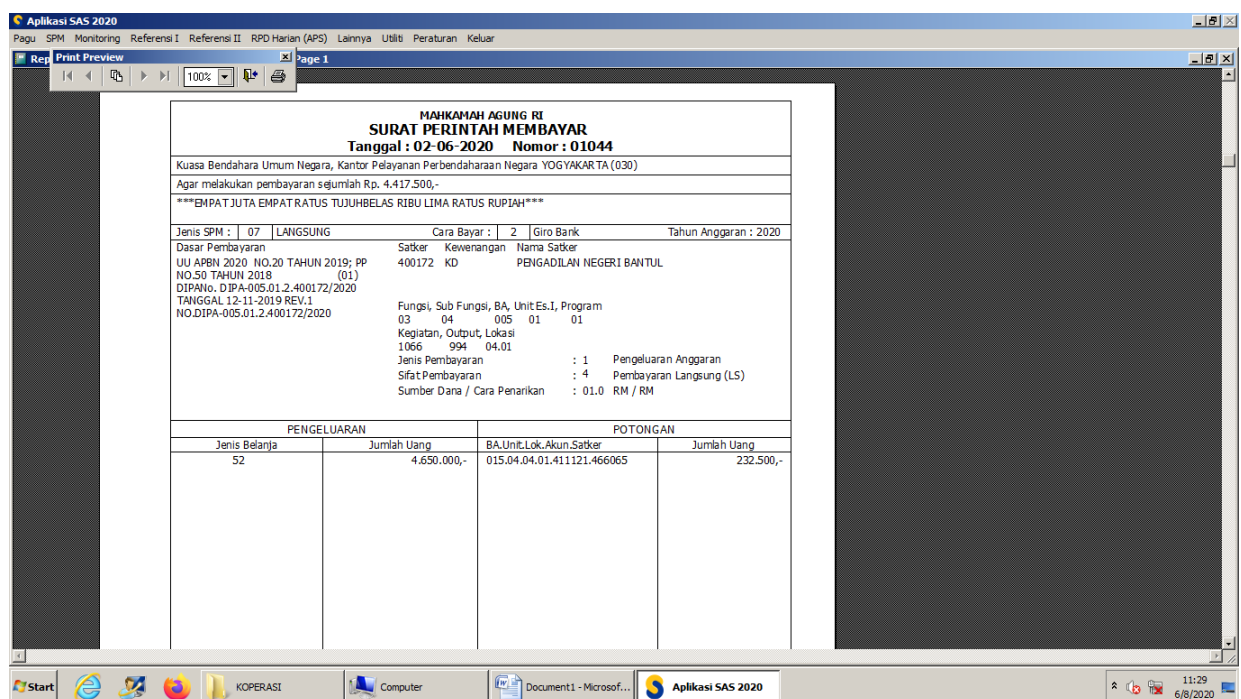 Aplikasi SAS 2020
Pagu SPM Monitoring Referensi I Referensi II RPD Harian (APS) Lainnya Utiliti Peraturan Keluar
Rep
Print Preview
Page 1
100%
MAHKAMAH AGUNG RI
SURAT PERINTAH MEMBAYAR
Tanggal : 02-06-2020 Nomor : 01044
Kuasa Bendahara Umum Negara, Kantor Pelayanan Perbendaharaan Negara YOGYAKARTA (030)
Agar melakukan pembayaran sejumlah Rp. 4.417.500,-
***EMPAT JUTA EMPAT RATUS TUJUHBELAS RIBU LIMA RATUS RUPIAH***
Jenis SPM : 07 LANGSUNG Cara Bayar : 2 Giro Bank Tahun Anggaran : 2020
Dasar Pembayaran
UU APBN 2020 NO.20 TAHUN 2019; PP
NO.50 TAHUN 2018 (01)
DIPANo. DIPA-005.01.2.400172/2020
TANGGAL 12-11-2019 REV.1
NO.DIPA-005.01.2.400172/2020
Satker Kewenangan Nama Satker
400172 KD PENGADILAN NEGERI BANTUL
Fungsi, Sub Fungsi, BA, Unit Es.I, Program
03 04 005 01 01
Kegiatan, Output, Lokasi
1066 994 04.01
Jenis Pembayaran : 1 Pengeluaran Anggaran
Sifat Pembayaran : 4 Pembayaran Langsung (LS)
Sumber Dana / Cara Penarikan : 01.0 RM / RM
PENGELUARAN POTONGAN
Jenis Belanja Jumlah Uang BA.Unit.Lok.Akun.Satker Jumlah Uang
52 4.650.000,- 015.04.04.01.411121.466065 232.500,-
Start KOPERASI Computer Document1 - Microsof... Aplikasi SAS 2020
11:29
6/8/2020